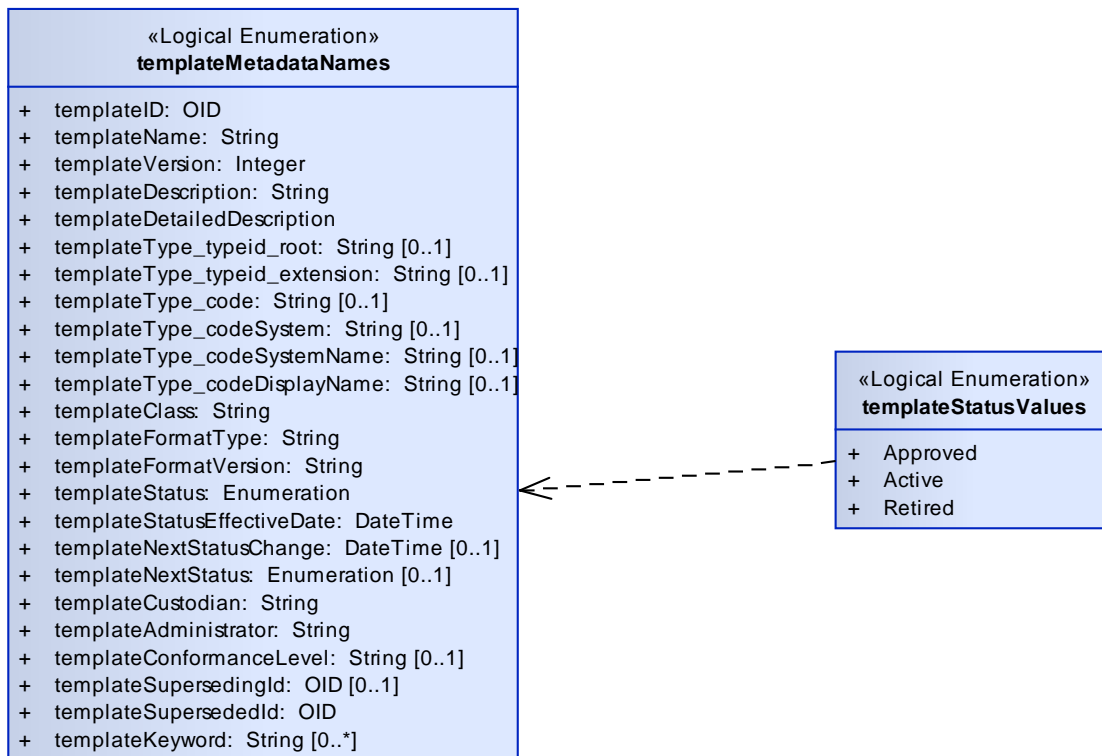 «Logical Enumeration»
templateMetadataNames
+ templateID: OID
+ templateName: String
+ templateVersion: Integer
+ templateDescription: String
+ templateDetailedDescription
+ templateType_typeid_root: String [0..1]
+ templateType_typeid_extension: String [0..1]
+ templateType_code: String [0..1]
+ templateType_codeSystem: String [0..1]
+ templateType_codeSystemName: String [0..1]
+ templateType_codeDisplayName: String [0..1]
+ templateClass: String
+ templateFormatType: String
+ templateFormatVersion: String
+ templateStatus: Enumeration
+ templateStatusEffectiveDate: DateTime
+ templateNextStatusChange: DateTime [0..1]
+ templateNextStatus: Enumeration [0..1]
+ templateCustodian: String
+ templateAdministrator: String
+ templateConformanceLevel: String [0..1]
+ templateSupersedingId: OID [0..1]
+ templateSupersededId: OID
+ templateKeyword: String [0..*]
«Logical Enumeration»
templateStatusValues
+ Approved
+ Active
+ Retired